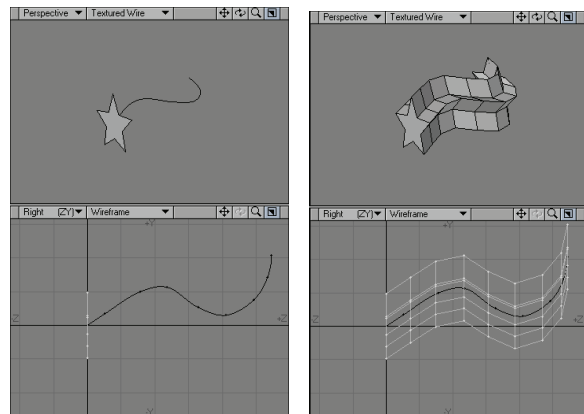 Perspective Textured Wire
Perspective Textured Wire
+Y
Right (ZY) Wireframe
Right (ZY) Wireframe
+Y
Z
+Z
Z
+Z
-Y
-Y